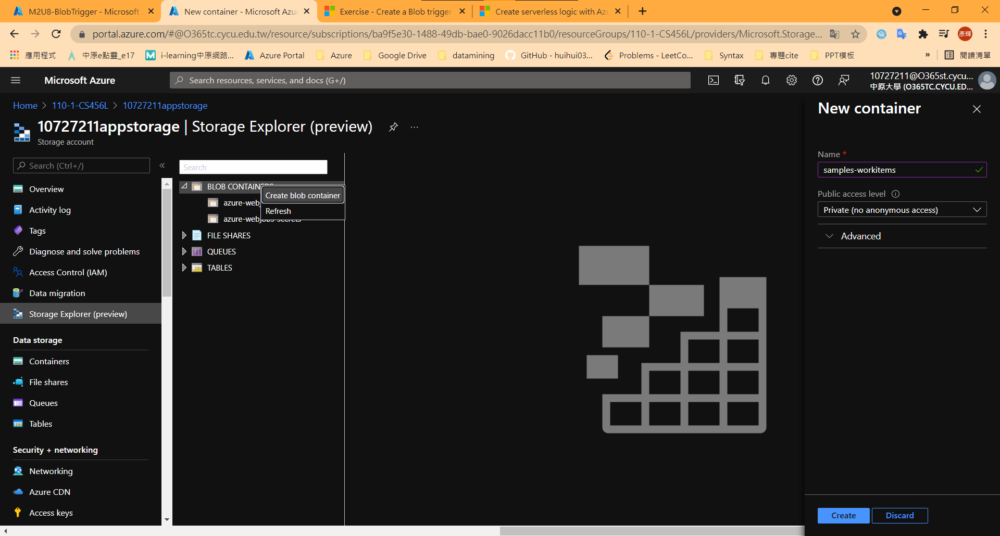 M2U8-BlobTrigger - Microsoft
New container - Microsoft Azu
Exercise - Create a Blob trigger
Create serverless logic with Azu
portal.azure.com/#@O365tc.cycu.edu.tw/resource/subscriptions/ba9f5e30-1488-49db-bae0-9026dacc11b0/resourceGroups/110-1-CS456L/providers/Microsoft.Storage...
彥輝
應用程式
中原e點靈_e17
i-learning中原網路...
Azure Portal
Azure
Google Drive
datamining
GitHub - huihui03...
Problems - LeetCo...
Syntax
專題cite
PPT模板
»
閱讀清單
Microsoft Azure
Search resources, services, and docs (G+/)
10727211@O365st.cycu...
中原大學 (O365TC.CYCU.ED...
Home > 110-1-CS456L > 10727211appstorage
10727211appstorage | Storage Explorer (preview)
...
Storage account
Search (Ctrl+/)
«
Overview
Activity log
Tags
Diagnose and solve problems
Access Control (IAM)
Data migration
Storage Explorer (preview)
Data storage
Containers
File shares
Queues
Tables
Security + networking
Networking
Azure CDN
Access keys
Search
BLOB CONTAINERS
azure-webj
azure-webjobs-secrets
Create blob container
Refresh
FILE SHARES
QUEUES
TABLES
New container
Name *
samples-workitems
Public access level
Private (no anonymous access)
Advanced
Create
Discard